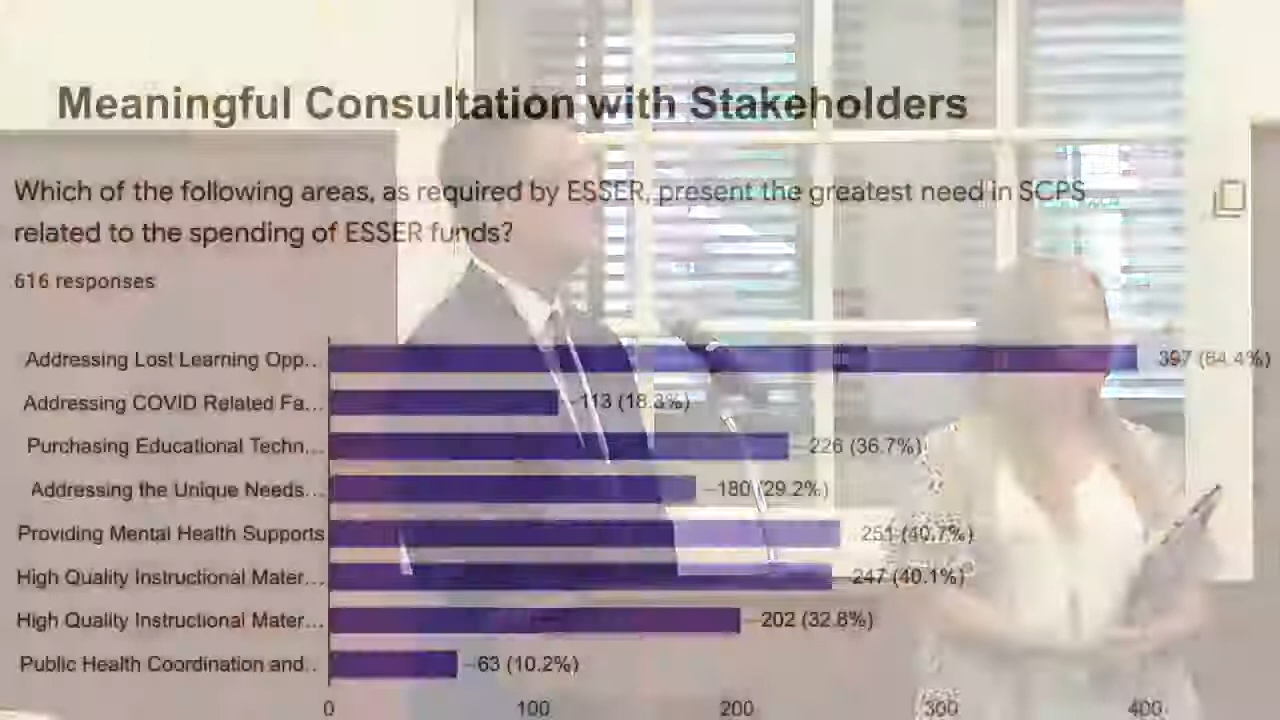 Meaningful Consultation with Stakeholders
Which of the following areas, as required by ESSER, present the greatest need in SCPS
related to the spending of ESSER funds?
616 responses
Addressing Lost Learning Opp... 397 (64.4%)
Addressing COVID Related Fa... 113 (18.3%)
Purchasing Educational Techn... 226 (36.7%)
Addressing the Unique Needs... 180 (29.2%)
Providing Mental Health Supports 251 (40.7%)
High Quality Instructional Mater... 247 (40.1%)
High Quality Instructional Mater... 202 (32.8%)
Public Health Coordination and... 63 (10.2%)
0 100 200 300 400